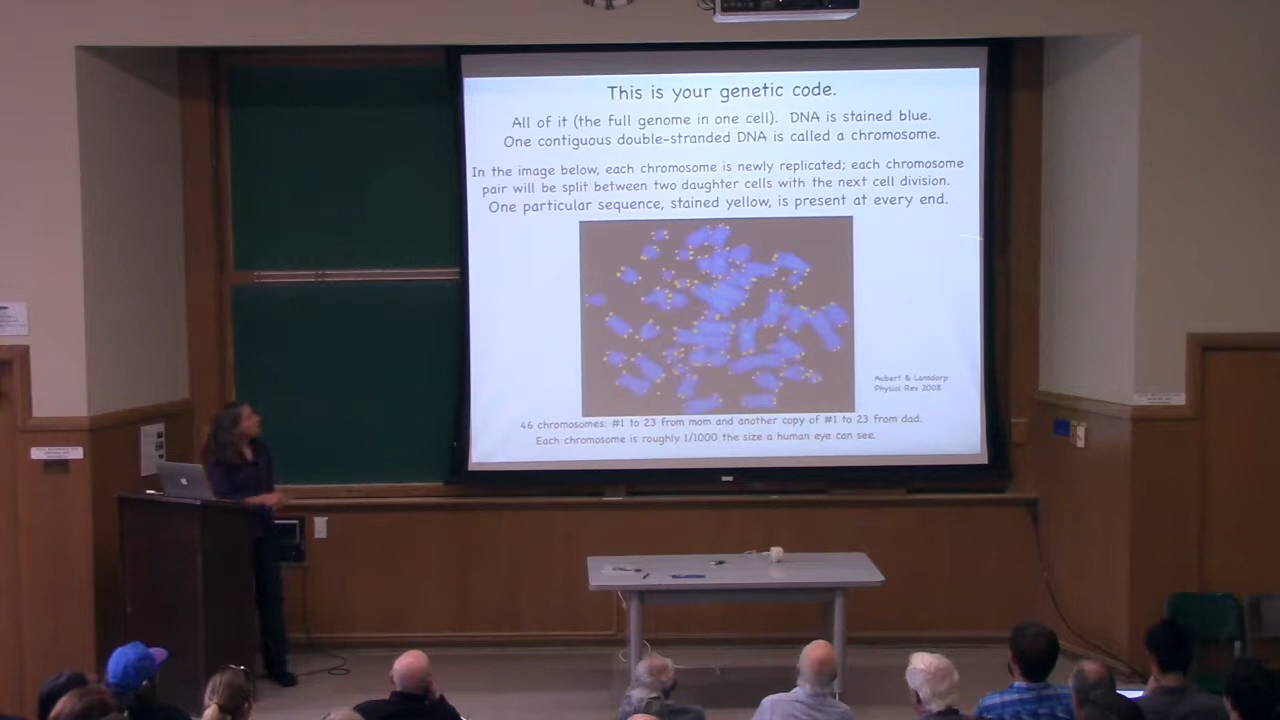 This is your genetic code.
All of it (the full genome in one cell). DNA is stained blue.
One contiguous double-stranded DNA is called a chromosome.
In the image below, each chromosome is newly replicated; each chromosome
pair will be split between two daughter cells with the next cell division.
One particular sequence, stained yellow, is present at every end.
Aubert & Lansdorp
Physiol Rev 2008
46 chromosomes: #1 to 23 from mom and another copy of #1 to 23 from dad.
Each chromosome is roughly 1/1000 the size a human eye can see.